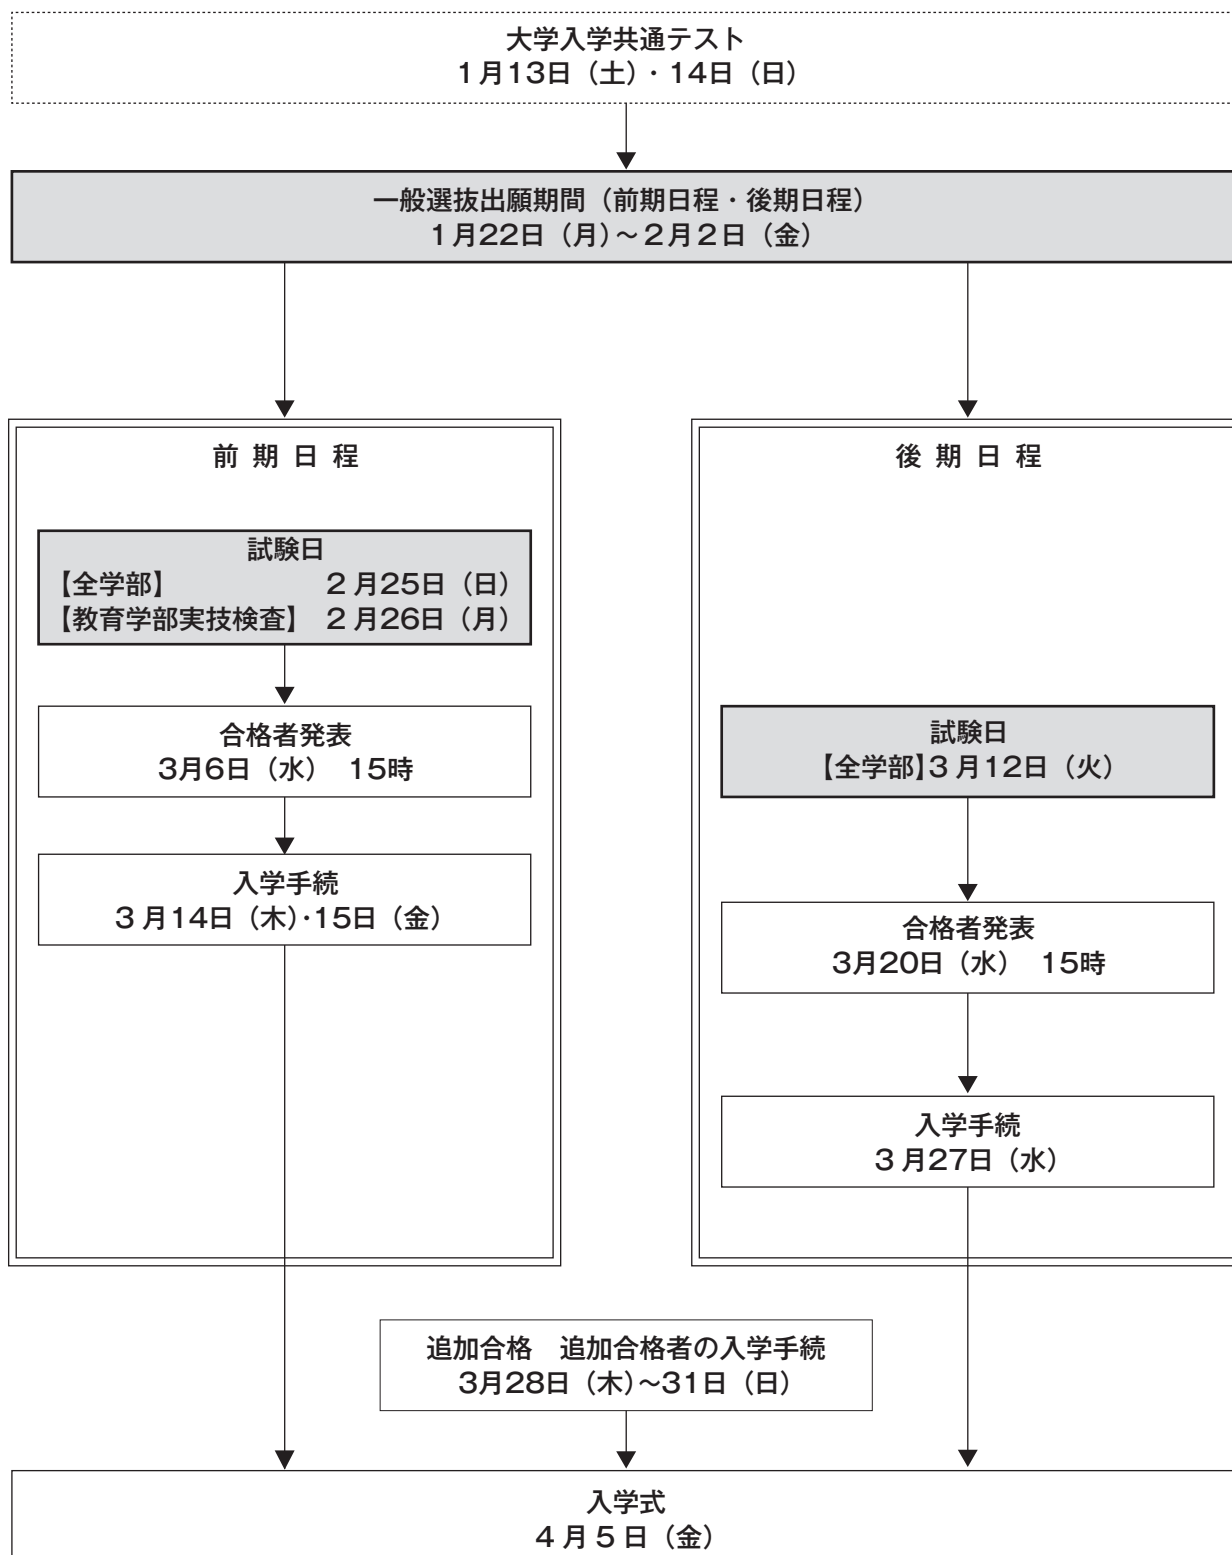 大学入学共通テスト
1月13日（土）・14日（日）
一般選抜出願期間（前期日程・後期日程）
1月22日（月）～2月2日（金）
前期日程
試験日
【全学部】 2月25日（日）
【教育学部実技検査】 2月26日（月）
合格者発表
3月6日（水） 15時
入学手続
3月14日（木）・15日（金）
後期日程
試験日
【全学部】3月12日（火）
合格者発表
3月20日（水） 15時
入学手続
3月27日（水）
追加合格 追加合格者の入学手続
3月28日（木）～31日（日）
入学式
4月5日（金）